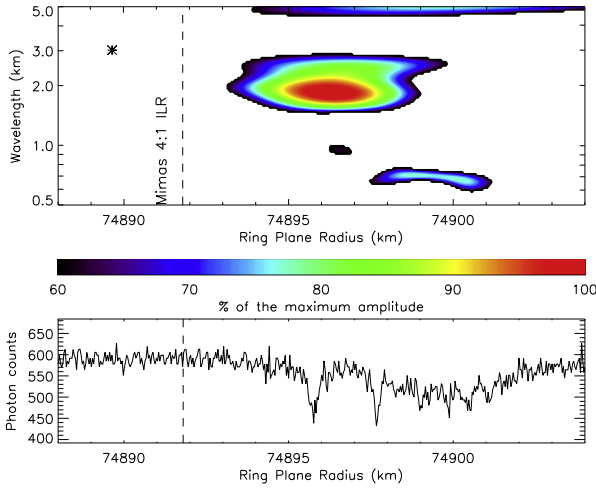 5.0
3.0
2.0
1.0
0.5
Wavelength (km)
Mimas 4:1 ILR
74890 74895 74900
Ring Plane Radius (km)
60 70 80 90 100
% of the maximum amplitude
650
600
550
500
450
400
Photon counts
74890 74895 74900
Ring Plane Radius (km)